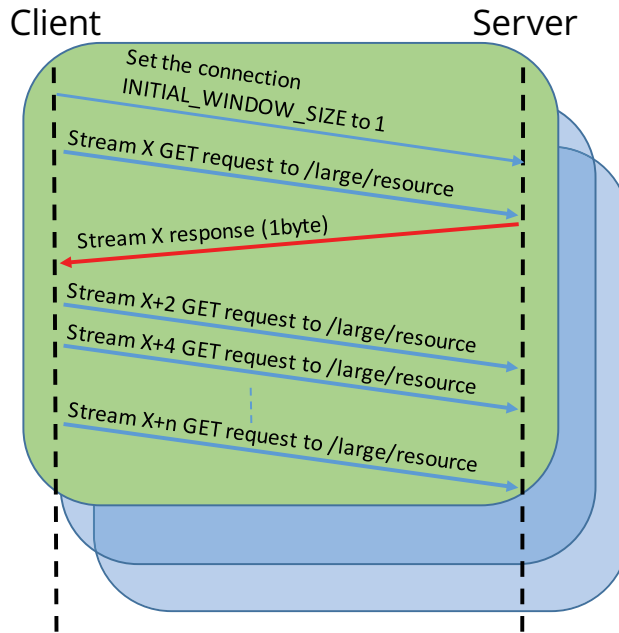 Client
Server
Set the connection
INITIAL_WINDOW_SIZE to 1
Stream X GET request to /large/resource
Stream X response (1byte)
Stream X+2 GET request to /large/resource
Stream X+4 GET request to /large/resource
Stream X+n GET request to /large/resource